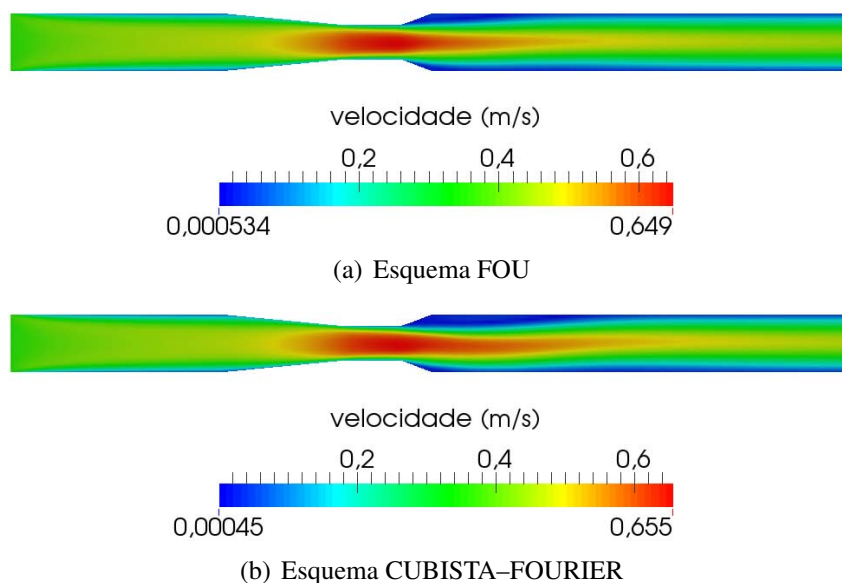 velocidade (m/s)
0,2 0,4 0,6
0,000534 0,649
(a) Esquema FOU
velocidade (m/s)
0,2 0,4 0,6
0,00045 0,655
(b) Esquema CUBISTA–FOURIER